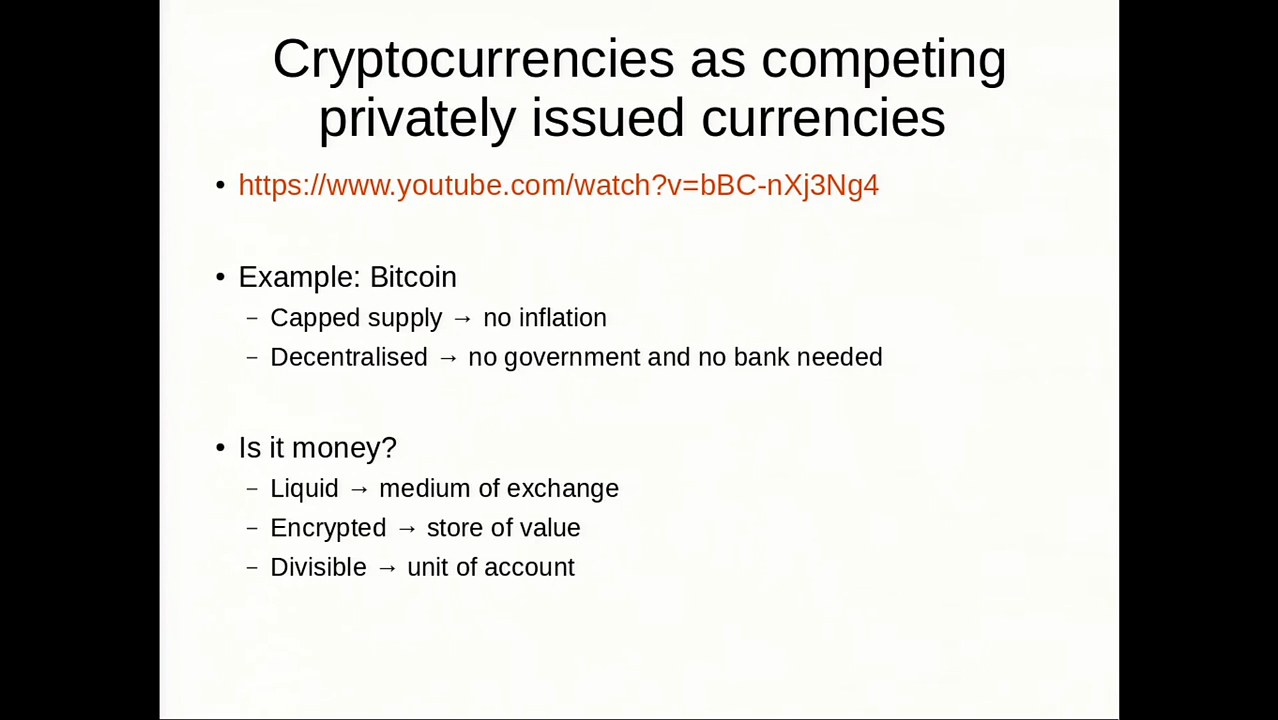 Cryptocurrencies as competing
privately issued currencies
• https://www.youtube.com/watch?v=bBC-nXj3Ng4
• Example: Bitcoin
– Capped supply → no inflation
– Decentralised → no government and no bank needed
• Is it money?
– Liquid → medium of exchange
– Encrypted → store of value
– Divisible → unit of account